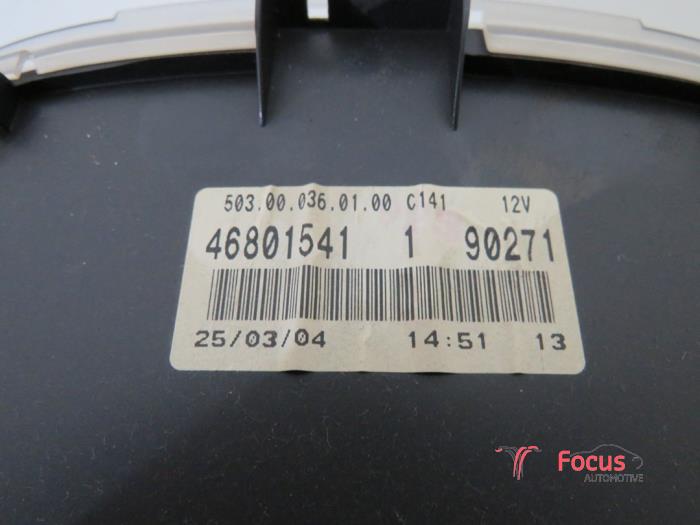 503.00.036.01.00 C141 12V
46801541 1 90271
25/03/04 14:51 13
Focus
AUTOMOTIVE